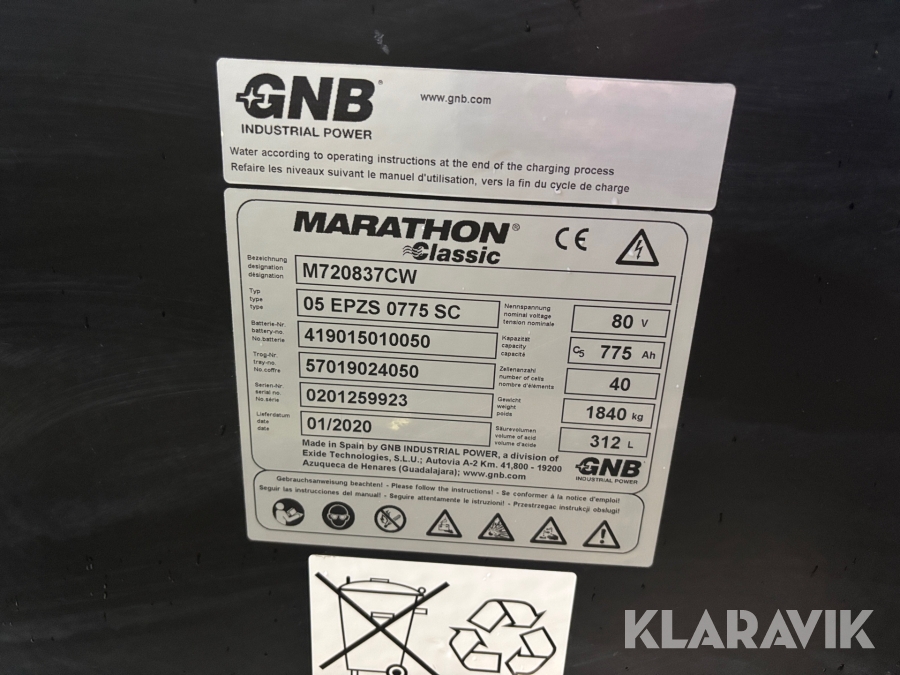 GNB®
www.gnb.com
INDUSTRIAL POWER
Water according to operating instructions at the end of the charging process
Refaire les niveaux suivant le manuel d'utilisation, vers la fin du cycle de charge
MARATHON®
Classic
CE
Bezeichnung
designation
désignation
M720837CW
Typ
type
type
05 EPZS 0775 SC
Nennspannung
nominal voltage
tension nominale
80 V
Batterie-Nr.
battery-no.
No.batterie
419015010050
Kapazität
capacity
capacité
C5 775 Ah
Trog-Nr.
tray-no.
No.coffre
57019024050
Zellenanzahl
number of cells
nombre d'éléments
40
Serien-Nr.
serial no.
No.série
0201259923
Gewicht
weight
poids
1840 kg
Lieferdatum
date
date
01/2020
Säurevolumen
volume of acid
volume d'acide
312 L
Made in Spain by GNB INDUSTRIAL POWER, a division of
Exide Technologies, S.L.U.; Autovia A-2 Km. 41,800 - 19200
Azuqueca de Henares (Guadalajara); www.gnb.com
GNB
INDUSTRIAL POWER
Gebrauchsanweisung beachten! - Please follow the instructions! - Se conformer à la notice d'emploi!
Seguir las instrucciones del manual! - Seguire attentamente le istruzioni! - Przestrzegac instrukcji obslugi!
KLARAVIK